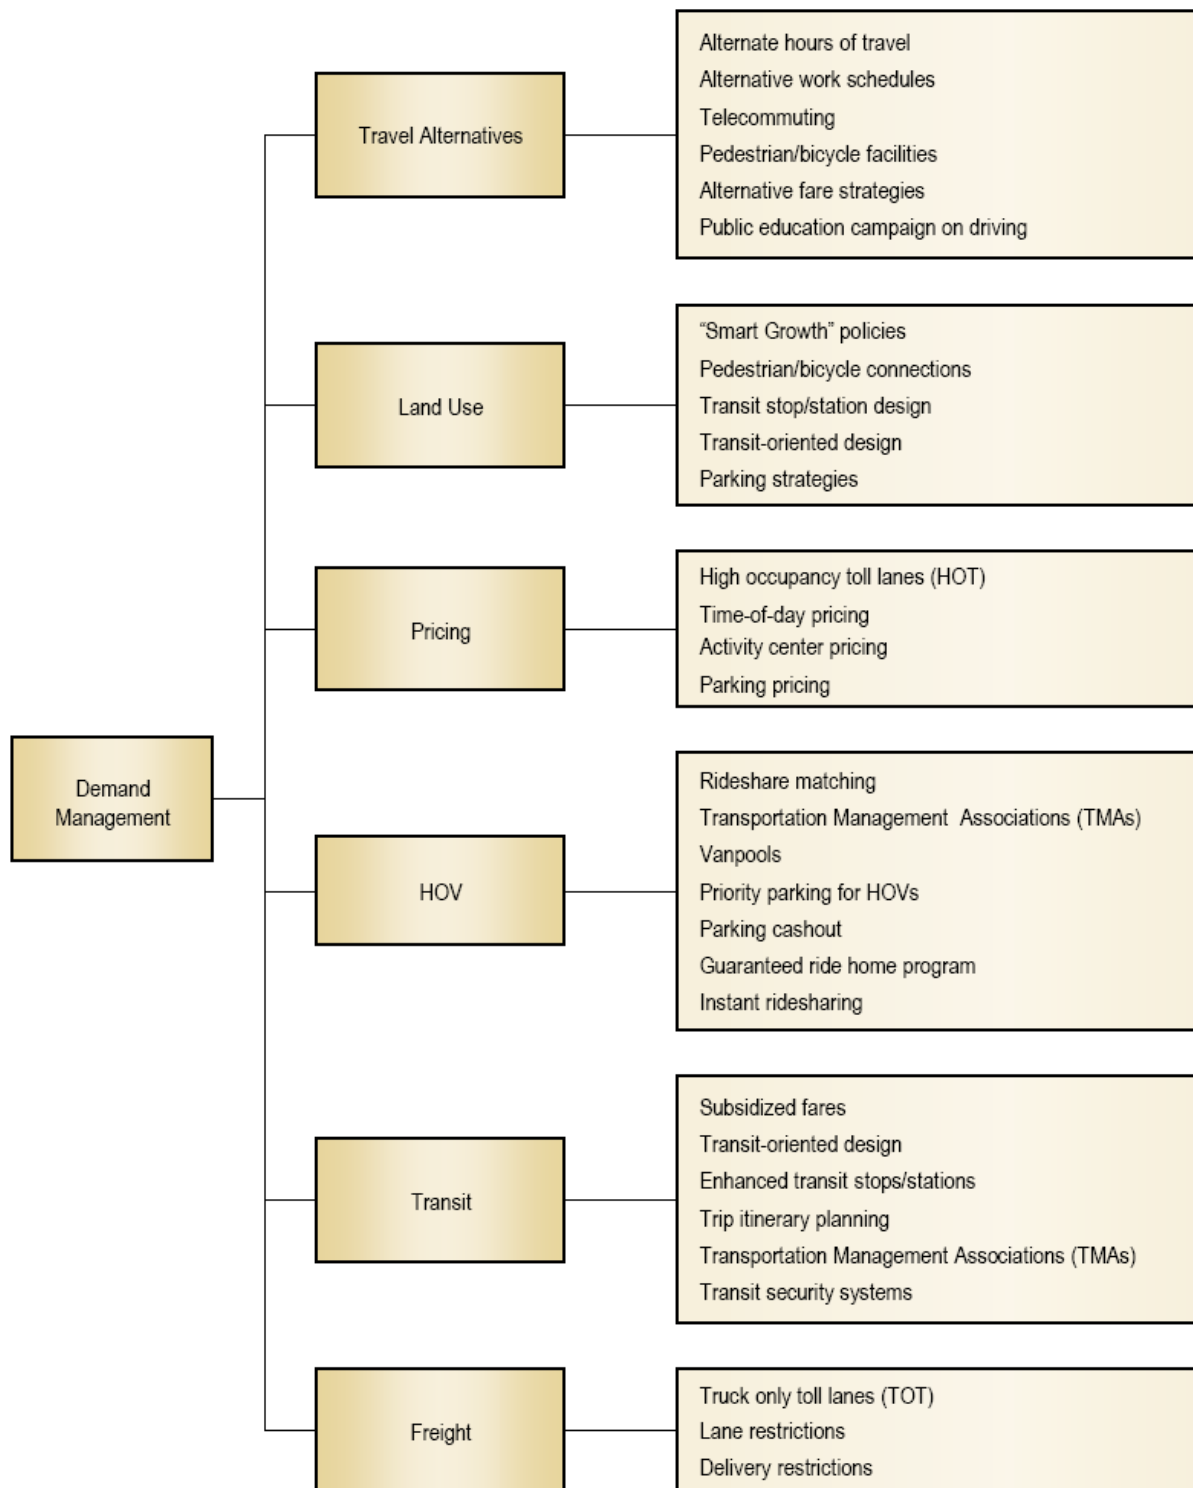 Travel Alternatives
Alternate hours of travel
Alternative work schedules
Telecommuting
Pedestrian/bicycle facilities
Alternative fare strategies
Public education campaign on driving
Land Use
“Smart Growth” policies
Pedestrian/bicycle connections
Transit stop/station design
Transit-oriented design
Parking strategies
Pricing
High occupancy toll lanes (HOT)
Time-of-day pricing
Activity center pricing
Parking pricing
Demand
Management
HOV
Rideshare matching
Transportation Management Associations (TMAs)
Vanpools
Priority parking for HOVs
Parking cashout
Guaranteed ride home program
Instant ridesharing
Transit
Subsidized fares
Transit-oriented design
Enhanced transit stops/stations
Trip itinerary planning
Transportation Management Associations (TMAs)
Transit security systems
Freight
Truck only toll lanes (TOT)
Lane restrictions
Delivery restrictions